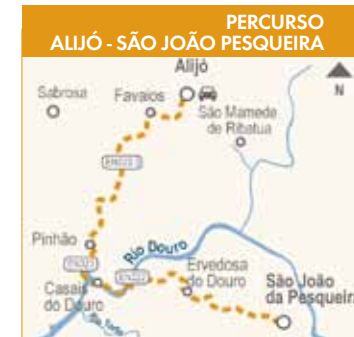 PERCURSO
ALIJÓ - SÃO JOÃO PESQUEIRA
Alijó
N
Sabrosa
Favaios
São Mamede
de Ribatua
Pinhão
Rio Douro
Casais
do Douro
Ervedosa
do Douro
São João
da Pesqueira